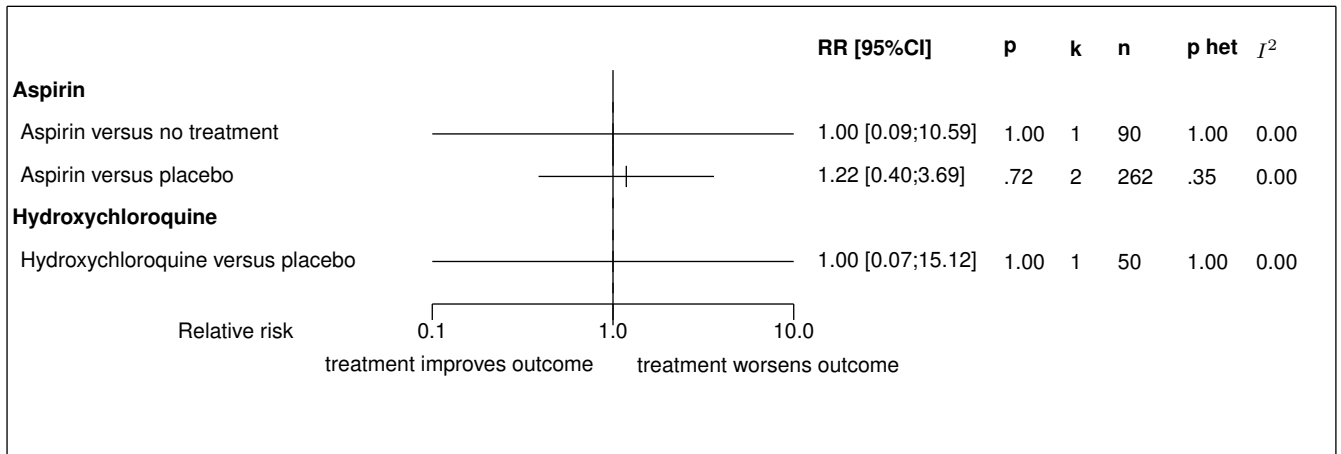 RR [95%CI] p k n p het I²
Aspirin
Aspirin versus no treatment 1.00 [0.09;10.59] 1.00 1 90 1.00 0.00
Aspirin versus placebo 1.22 [0.40;3.69] .72 2 262 .35 0.00
Hydroxychloroquine
Hydroxychloroquine versus placebo 1.00 [0.07;15.12] 1.00 1 50 1.00 0.00
Relative risk 0.1 1.0 10.0
treatment improves outcome treatment worsens outcome